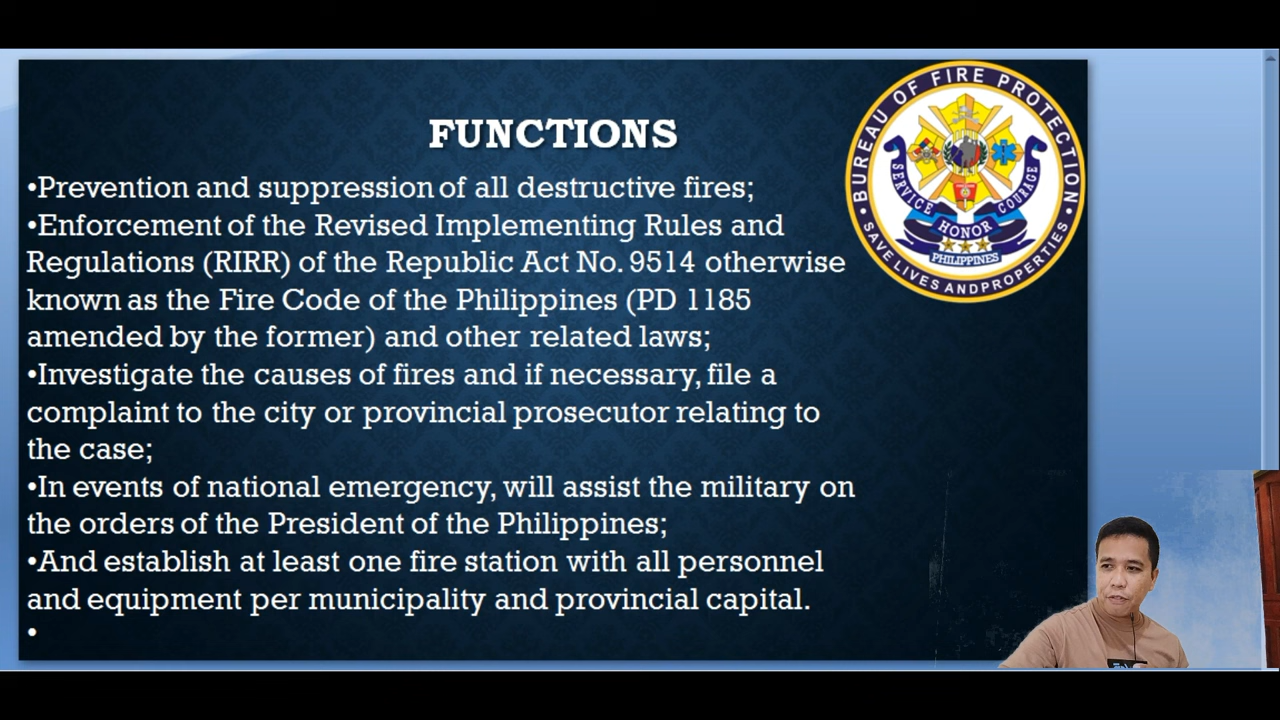 FUNCTIONS
•Prevention and suppression of all destructive fires;
•Enforcement of the Revised Implementing Rules and
Regulations (RIRR) of the Republic Act No. 9514 otherwise
known as the Fire Code of the Philippines (PD 1185
amended by the former) and other related laws;
•Investigate the causes of fires and if necessary, file a
complaint to the city or provincial prosecutor relating to
the case;
•In events of national emergency, will assist the military on
the orders of the President of the Philippines;
•And establish at least one fire station with all personnel
and equipment per municipality and provincial capital.
•
BUREAU OF FIRE PROTECTION
SERVICE
HONOR
COURAGE
PHILIPPINES
SAVE LIVES AND PROPERTIES